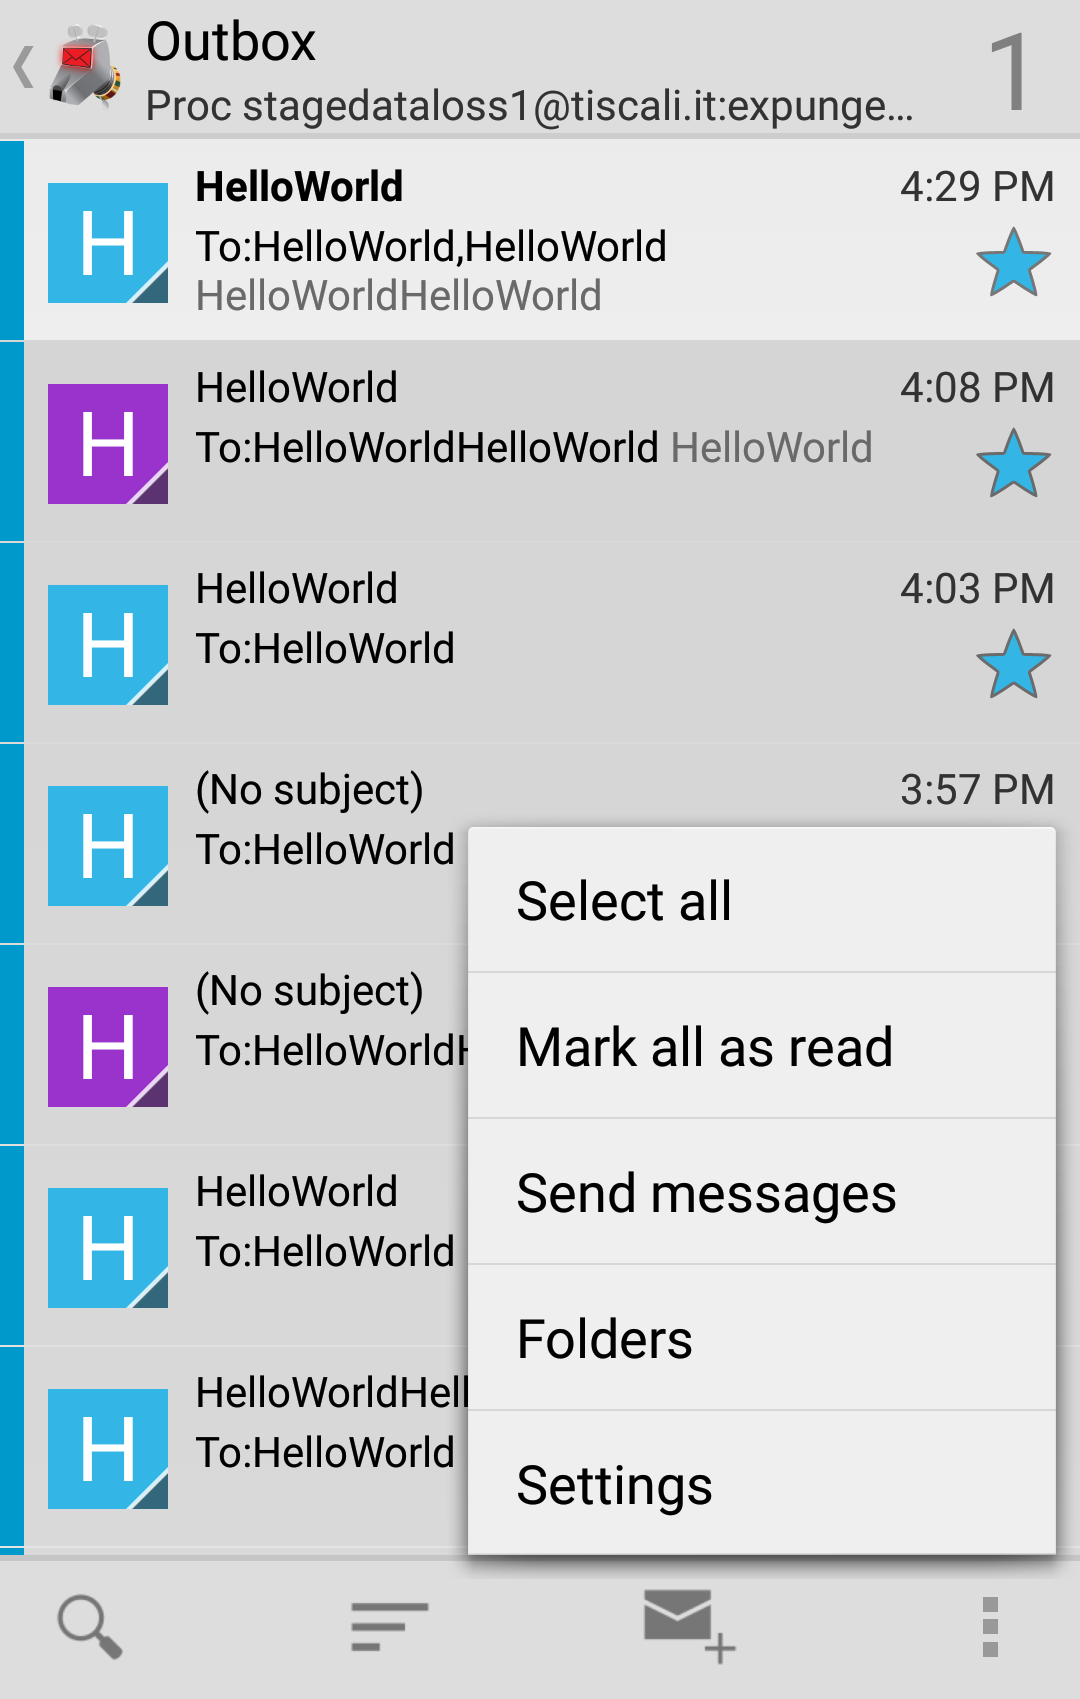 Outbox
Proc stagedataloss1@tiscali.it:expunge...
1
H
HelloWorld
4:29 PM
To:HelloWorld,HelloWorld
HelloWorldHelloWorld
H
HelloWorld
4:08 PM
To:HelloWorldHelloWorld HelloWorld
H
HelloWorld
4:03 PM
To:HelloWorld
H
(No subject)
3:57 PM
To:HelloWorld
H
(No subject)
To:HelloWorldH
H
HelloWorld
To:HelloWorld
H
HelloWorldHell
To:HelloWorld
Select all
Mark all as read
Send messages
Folders
Settings